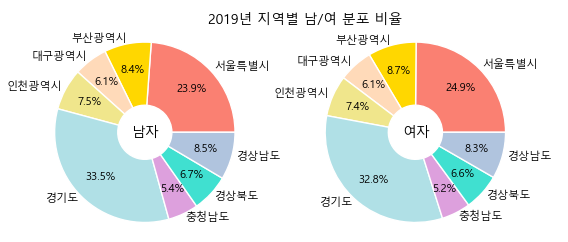 2019년 지역별 남/여 분포 비율
부산광역시
대구광역시
인천광역시
서울특별시
경기도
충청남도
경상북도
경상남도
8.4%
6.1%
7.5%
23.9%
33.5%
5.4%
6.7%
8.5%
남자
부산광역시
대구광역시
인천광역시
서울특별시
경기도
충청남도
경상북도
경상남도
8.7%
6.1%
7.4%
24.9%
32.8%
5.2%
6.6%
8.3%
여자